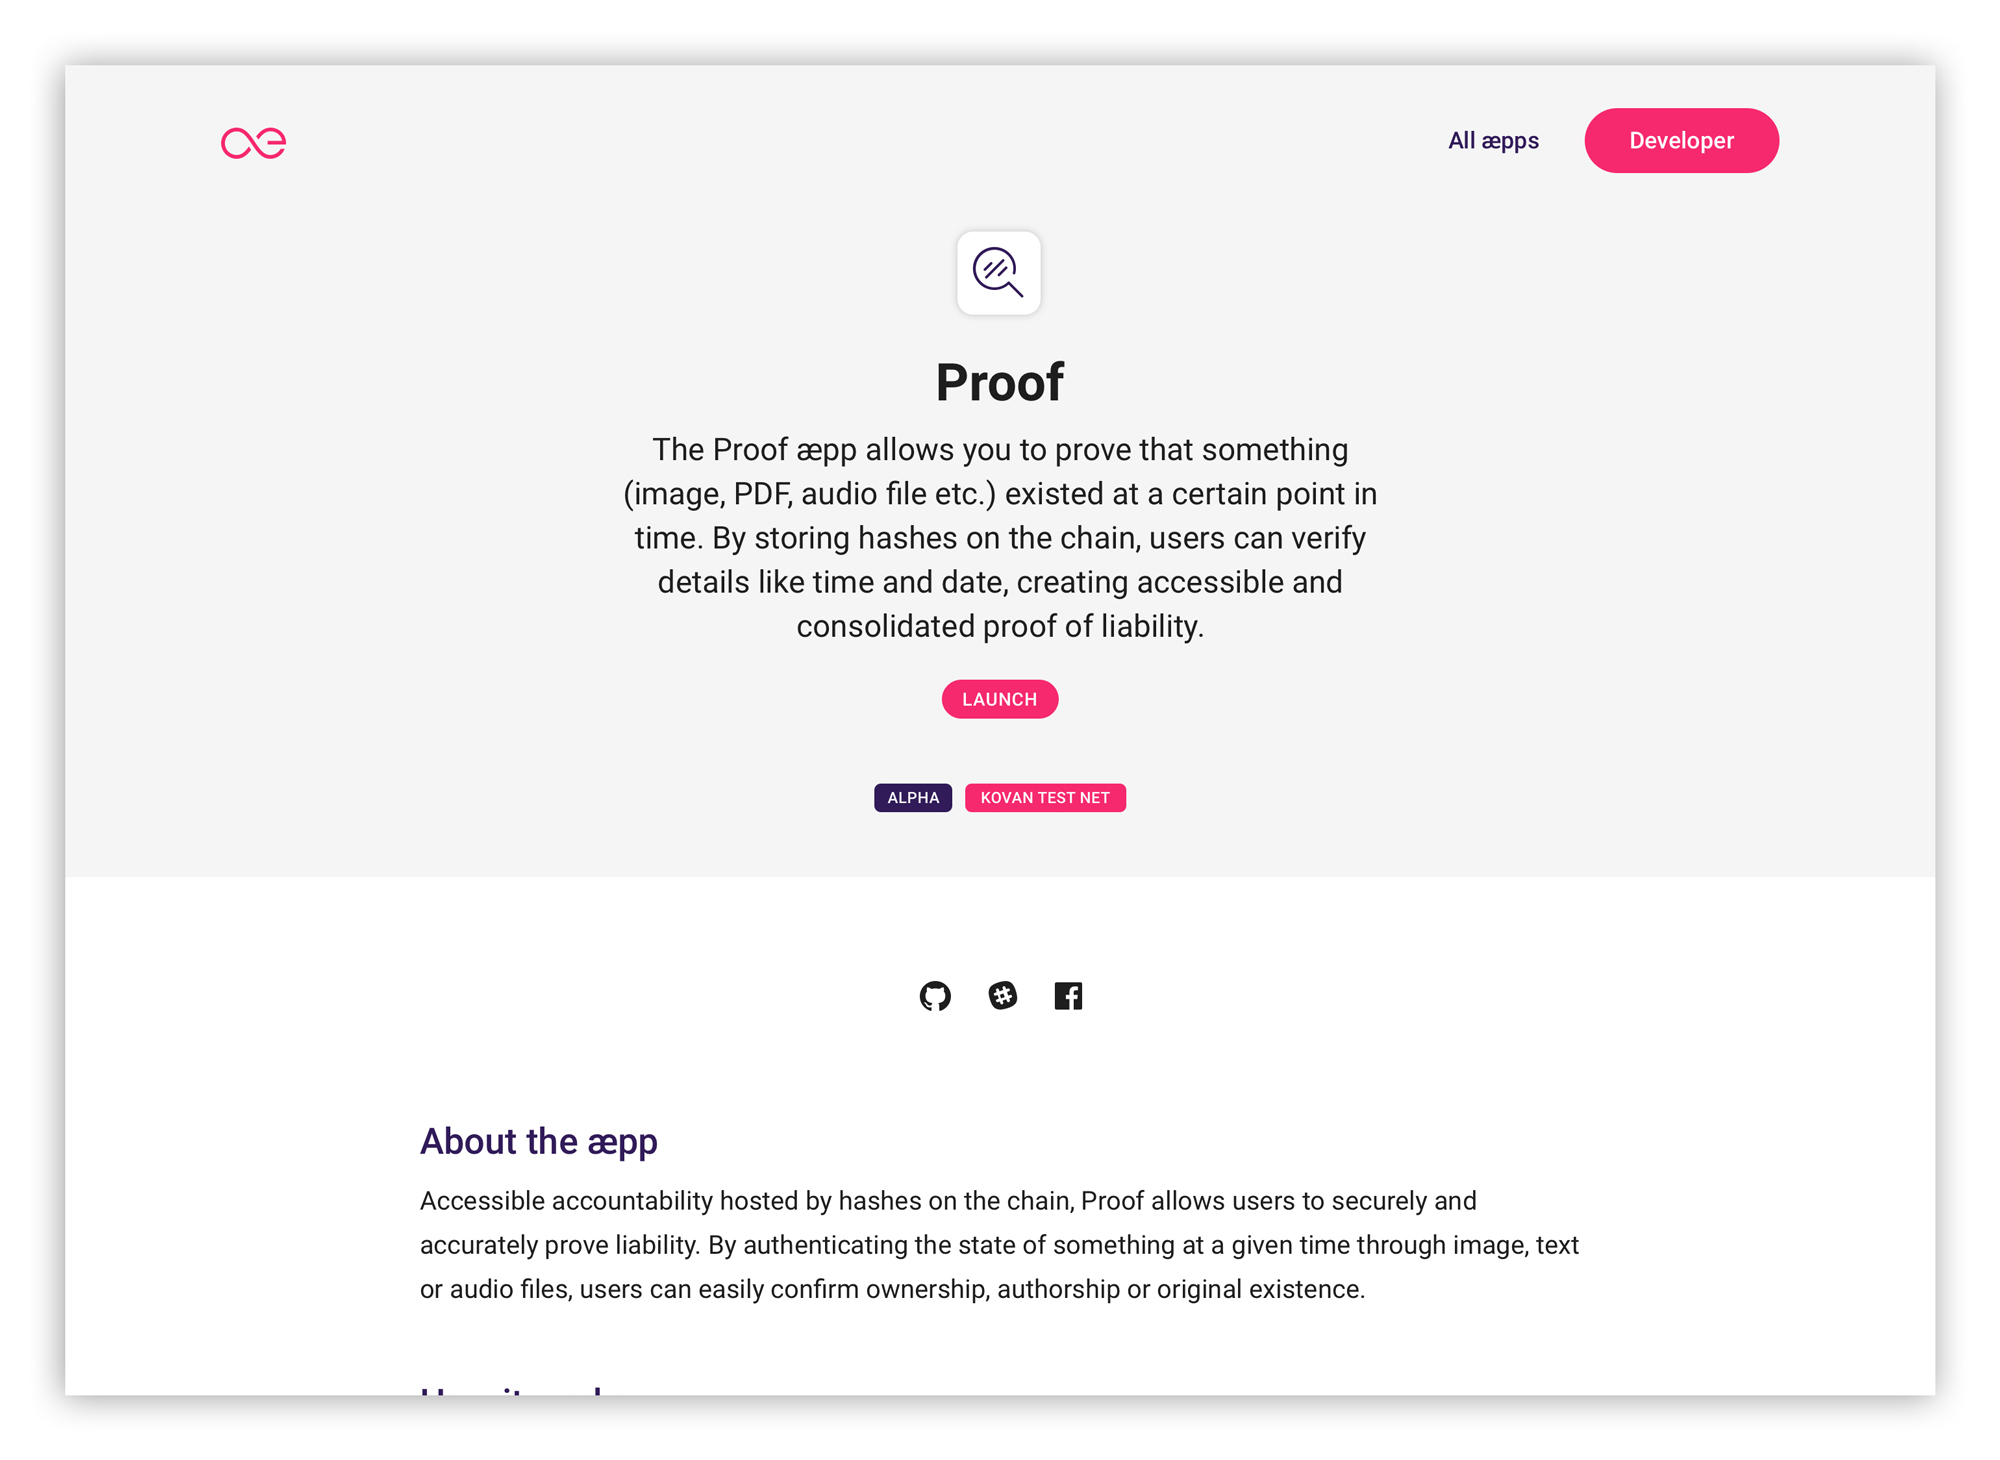 æ
All æpps
Developer
Proof
The Proof æpp allows you to prove that something
(image, PDF, audio file etc.) existed at a certain point in
time. By storing hashes on the chain, users can verify
details like time and date, creating accessible and
consolidated proof of liability.
LAUNCH
ALPHA
KOVAN TEST NET
About the æpp
Accessible accountability hosted by hashes on the chain, Proof allows users to securely and
accurately prove liability. By authenticating the state of something at a given time through image, text
or audio files, users can easily confirm ownership, authorship or original existence.